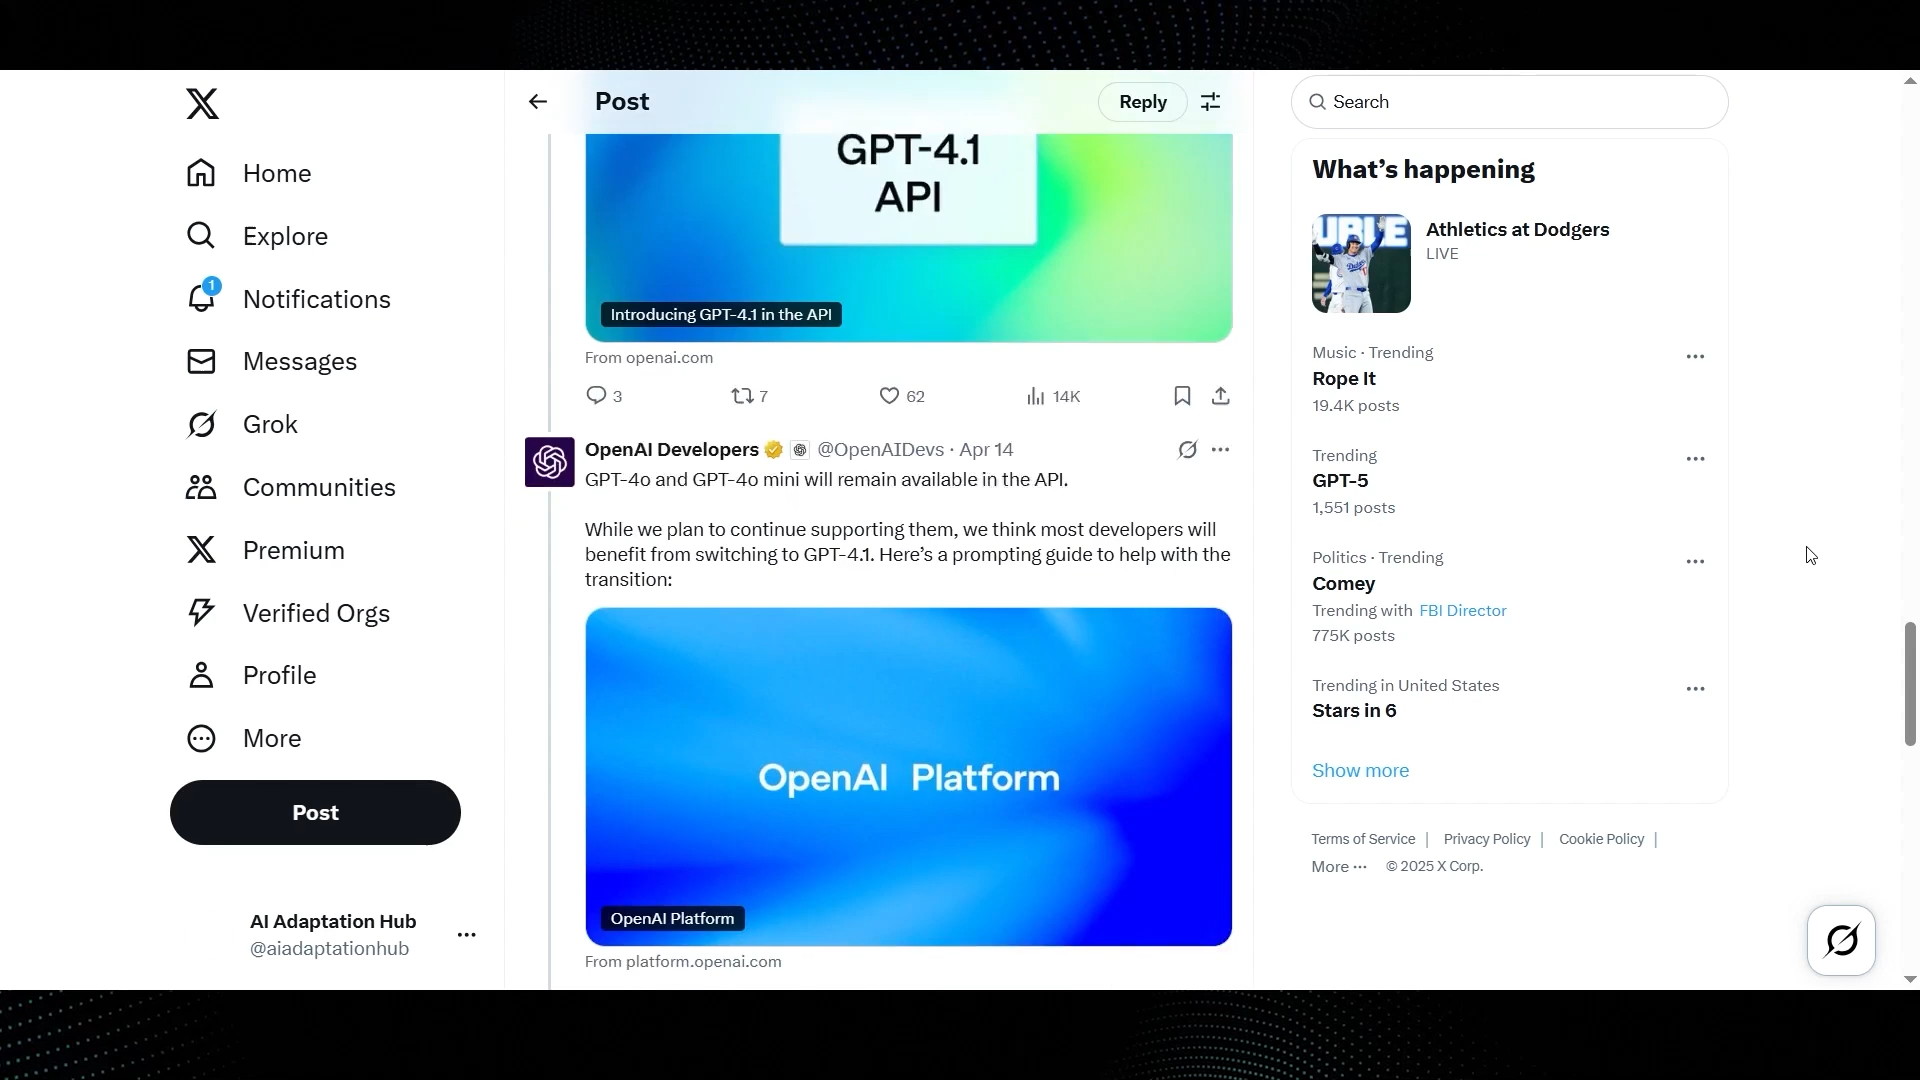 Home
Explore
1
Notifications
Messages
Grok
Communities
Premium
Verified Orgs
Profile
More
Post
AI Adaptation Hub
@aiadaptationhub
Post
Reply
GPT-4.1
API
Introducing GPT-4.1 in the API
From openai.com
3 7 62 14K
OpenAI Developers @OpenAIDevs · Apr 14
GPT-4o and GPT-4o mini will remain available in the API.
While we plan to continue supporting them, we think most developers will
benefit from switching to GPT-4.1. Here’s a prompting guide to help with the
transition:
OpenAI Platform
OpenAI Platform
From platform.openai.com
Search
What’s happening
Athletics at Dodgers
LIVE
Music · Trending
Rope It
19.4K posts
Trending
GPT-5
1,551 posts
Politics · Trending
Comey
Trending with FBI Director
775K posts
Trending in United States
Stars in 6
Show more
Terms of Service | Privacy Policy | Cookie Policy |
More ··· © 2025 X Corp.